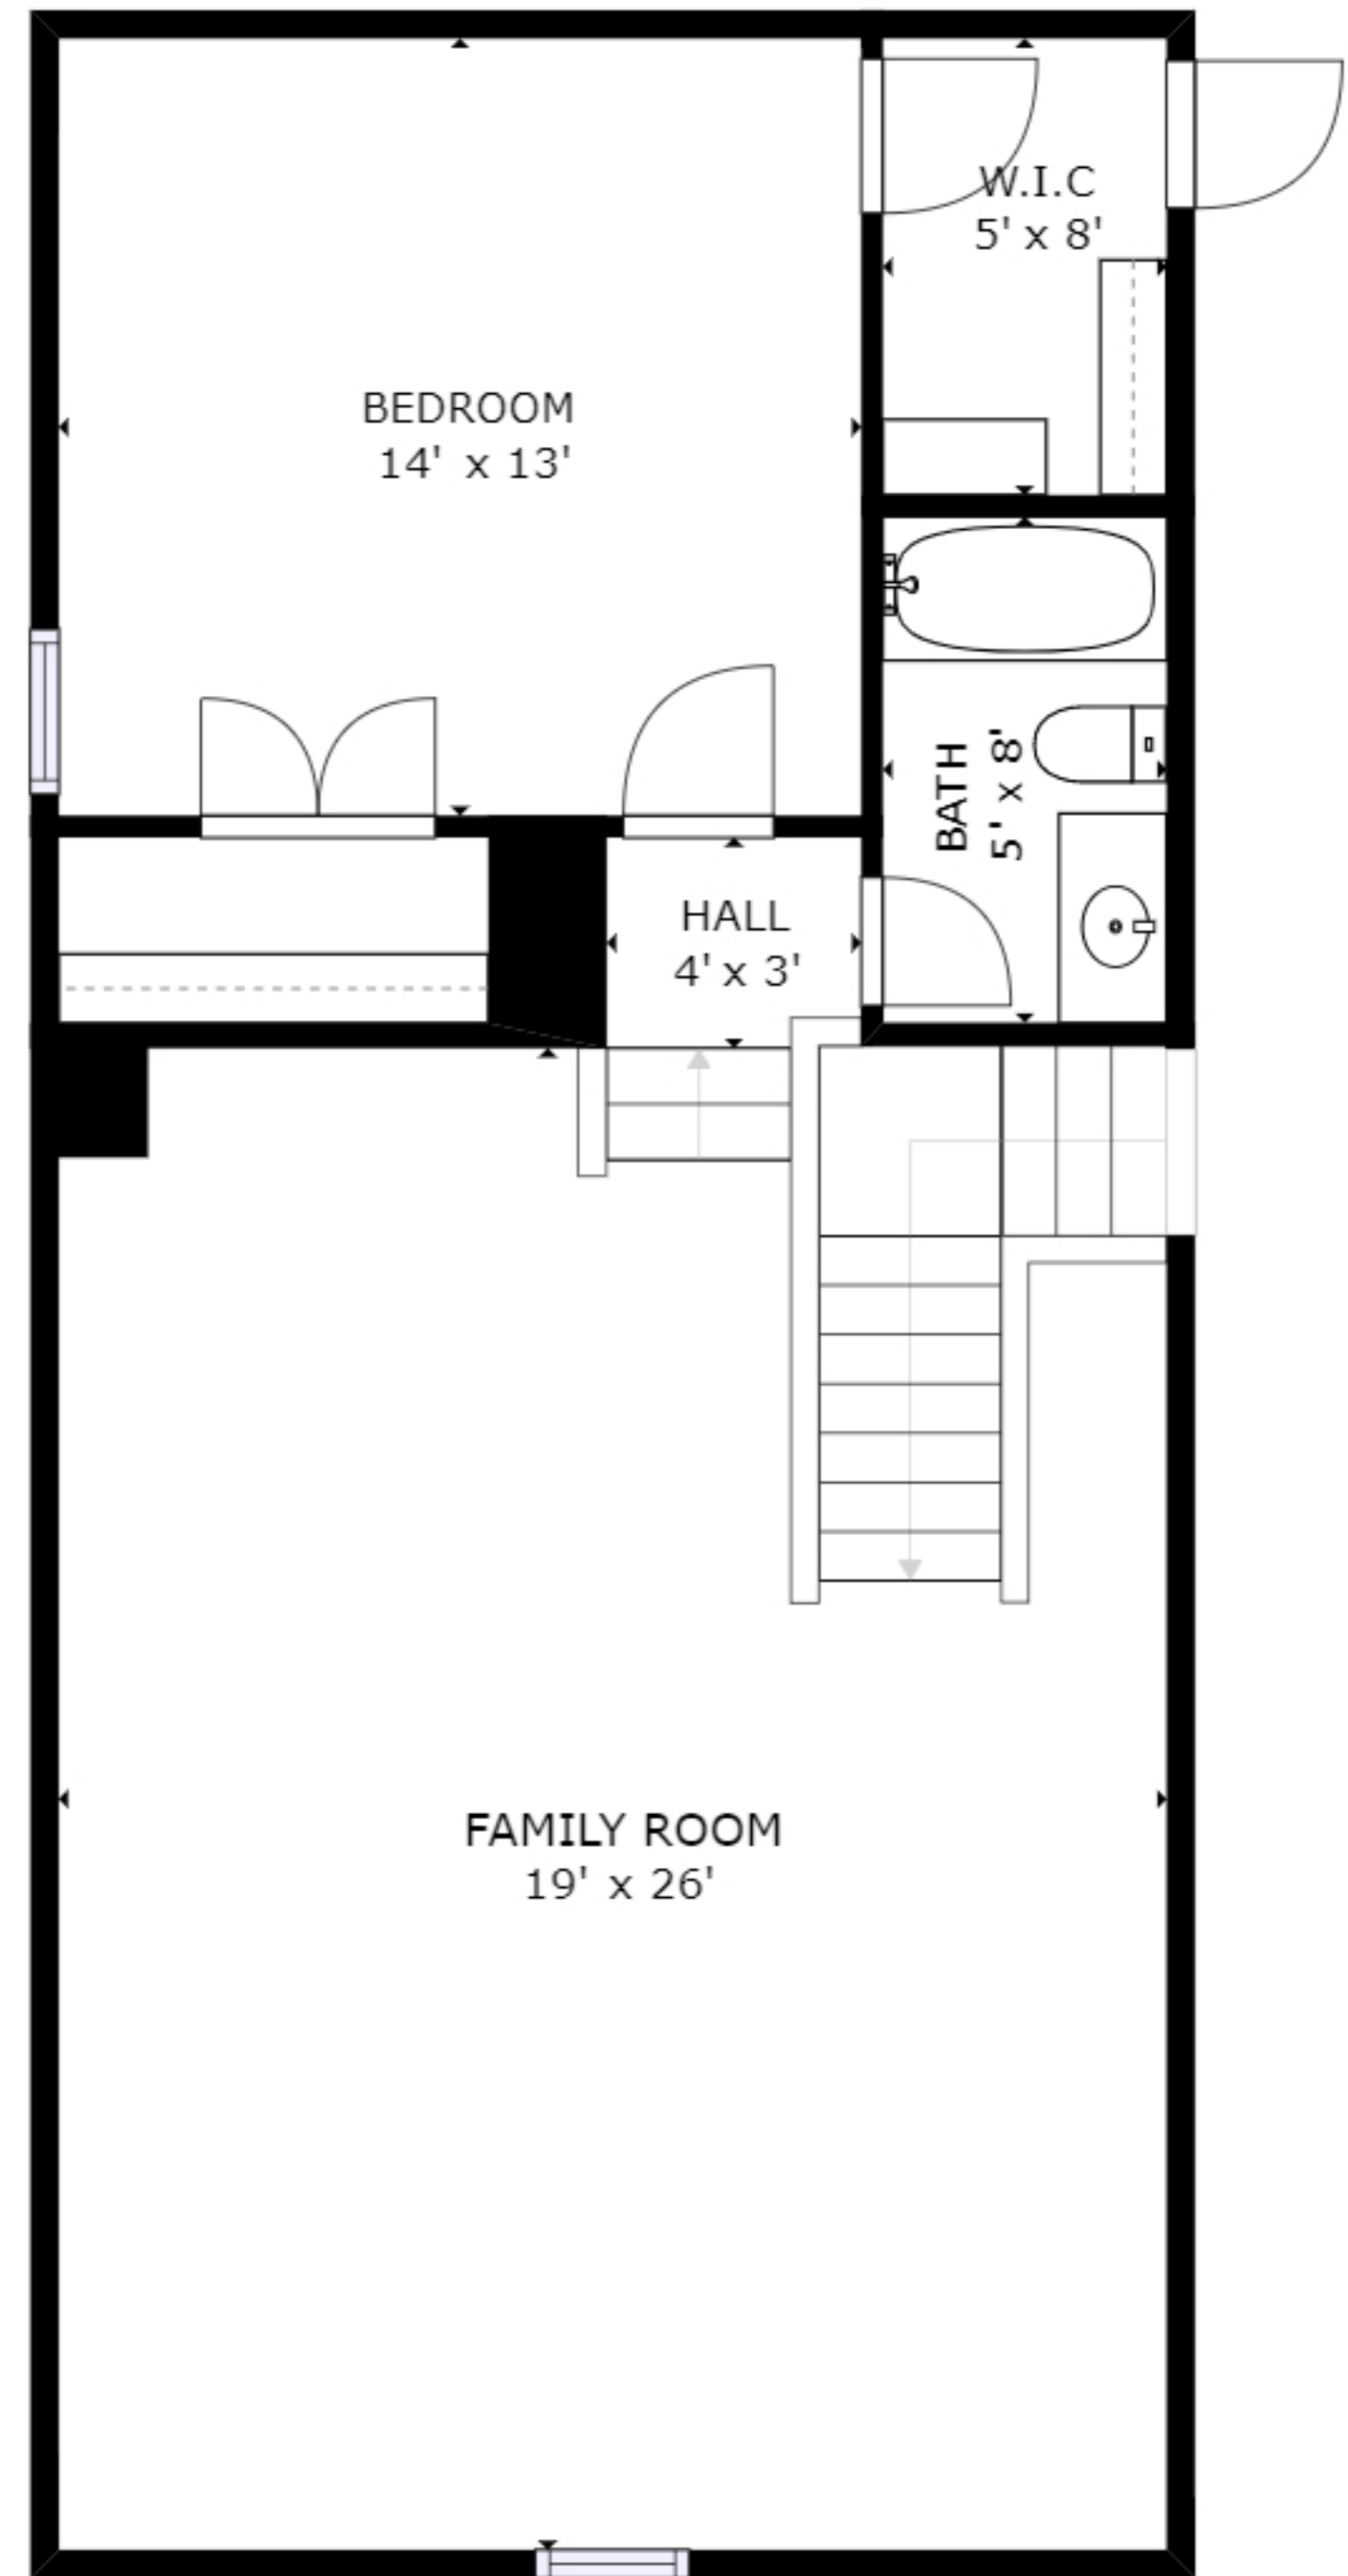 W.I.C
5' x 8'
BEDROOM
14' x 13'
BATH
5' x 8'
HALL
4' x 3'
FAMILY ROOM
19' x 26'